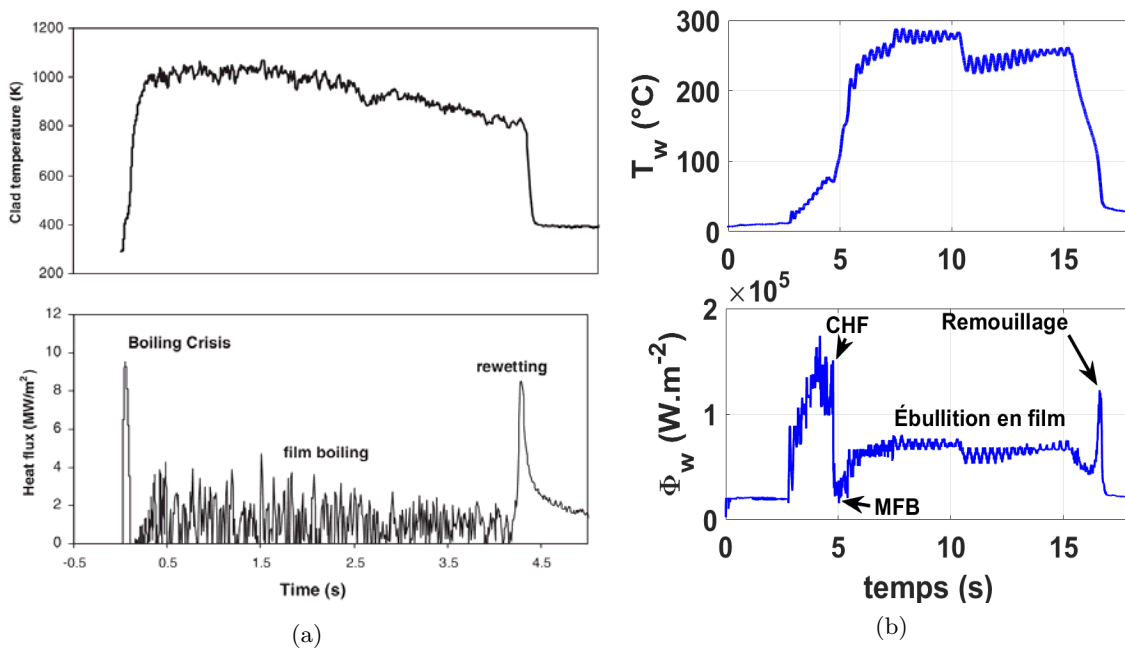 1200
1000
800
600
400
200
Clad temperature (K)
12
10
8
6
4
2
0
Heat flux (MW/m²)
Boiling Crisis
film boiling
rewetting
-0.5
0.5
1.5
2.5
3.5
4.5
Time (s)
(a)
300
200
100
0
T_w (°C)
0
5
10
15
×10⁵
2
1
0
Φ_w (W.m⁻²)
CHF
Remouillage
Ébullition en film
MFB
0
5
10
15
temps (s)
(b)